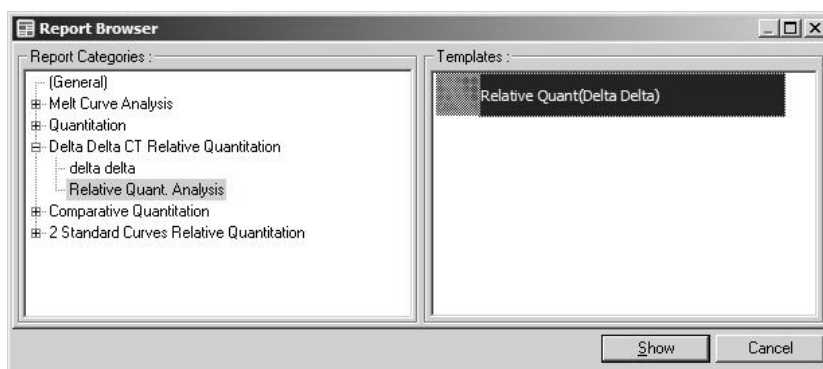 Report Browser
Report Categories :
(General)
Melt Curve Analysis
Quantitation
Delta Delta CT Relative Quantitation
delta delta
Relative Quant. Analysis
Comparative Quantitation
2 Standard Curves Relative Quantitation
Templates :
Relative Quant(Delta Delta)
Show
Cancel